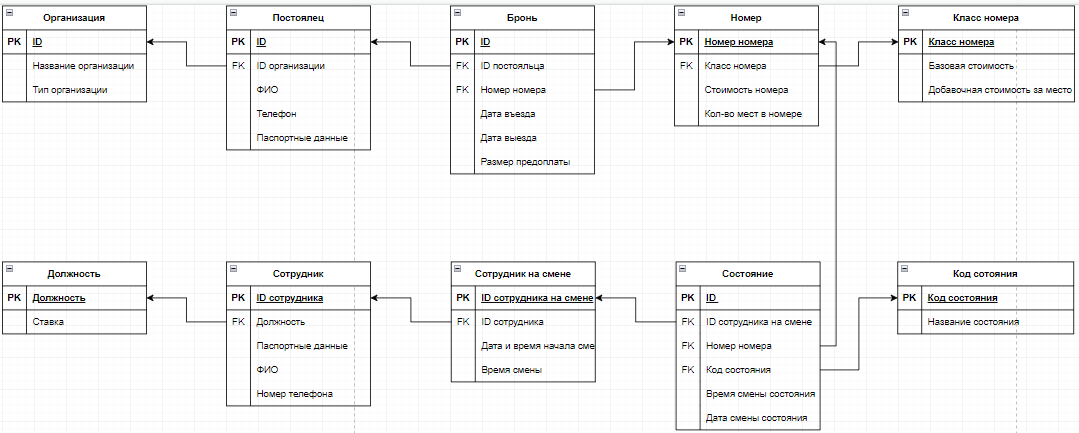 Организация
PK ID
Название организации
Тип организации
Постоялец
PK ID
FK ID организации
ФИО
Телефон
Паспортные данные
Бронь
PK ID
FK ID постояльца
FK Номер номера
Дата въезда
Дата выезда
Размер предоплаты
Номер
PK Номер номера
FK Класс номера
Стоимость номера
Кол-во мест в номере
Класс номера
PK Класс номера
Базовая стоимость
Добавочная стоимость за место
Должность
PK Должность
Ставка
Сотрудник
PK ID сотрудника
FK Должность
Паспортные данные
ФИО
Номер телефона
Сотрудник на смене
PK ID сотрудника на смене
FK ID сотрудника
Дата и время начала сме
Время смены
Состояние
PK ID
FK ID сотрудника на смене
FK Номер номера
FK Код состояния
Время смены состояния
Дата смены состояния
Код сотояния
PK Код состояния
Название состояния